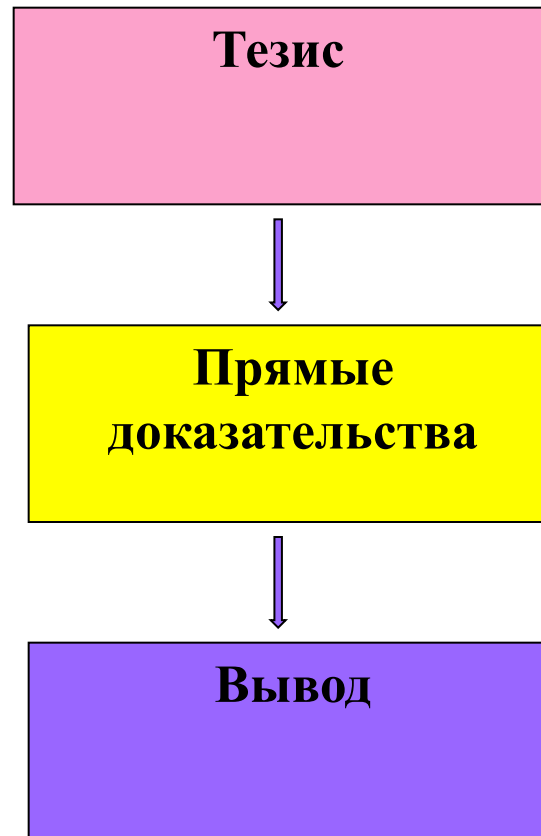 Тезис
Прямые
доказательства
Вывод